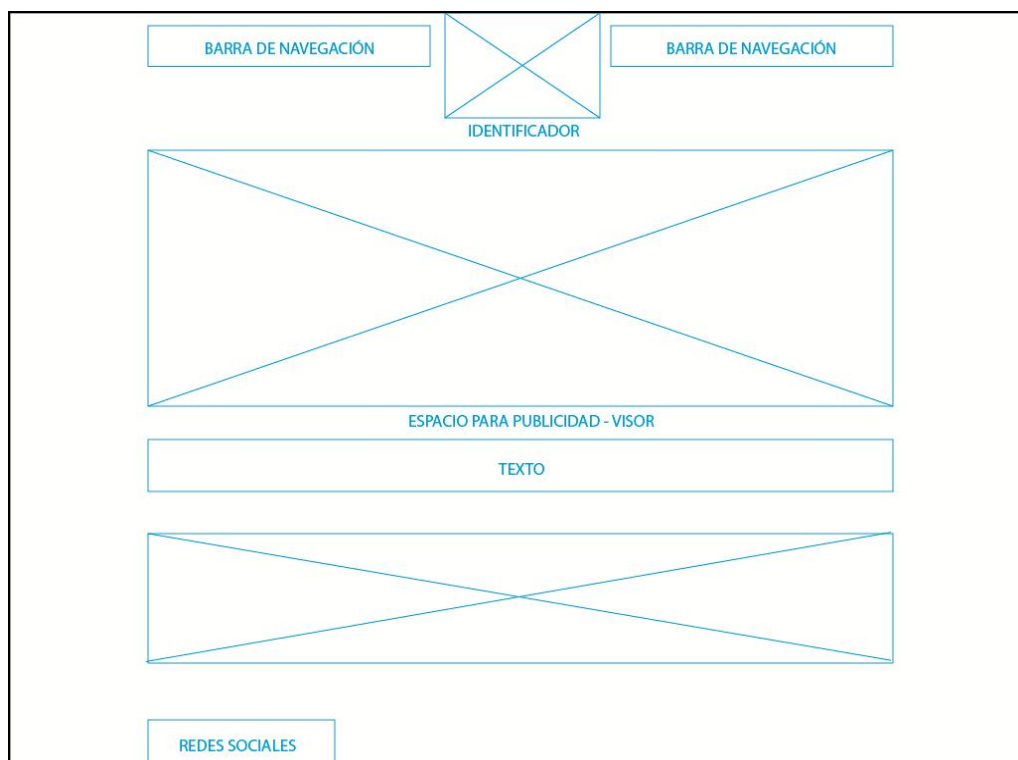 BARRA DE NAVEGACIÓN
BARRA DE NAVEGACIÓN
IDENTIFICADOR
ESPACIO PARA PUBLICIDAD - VISOR
TEXTO
REDES SOCIALES